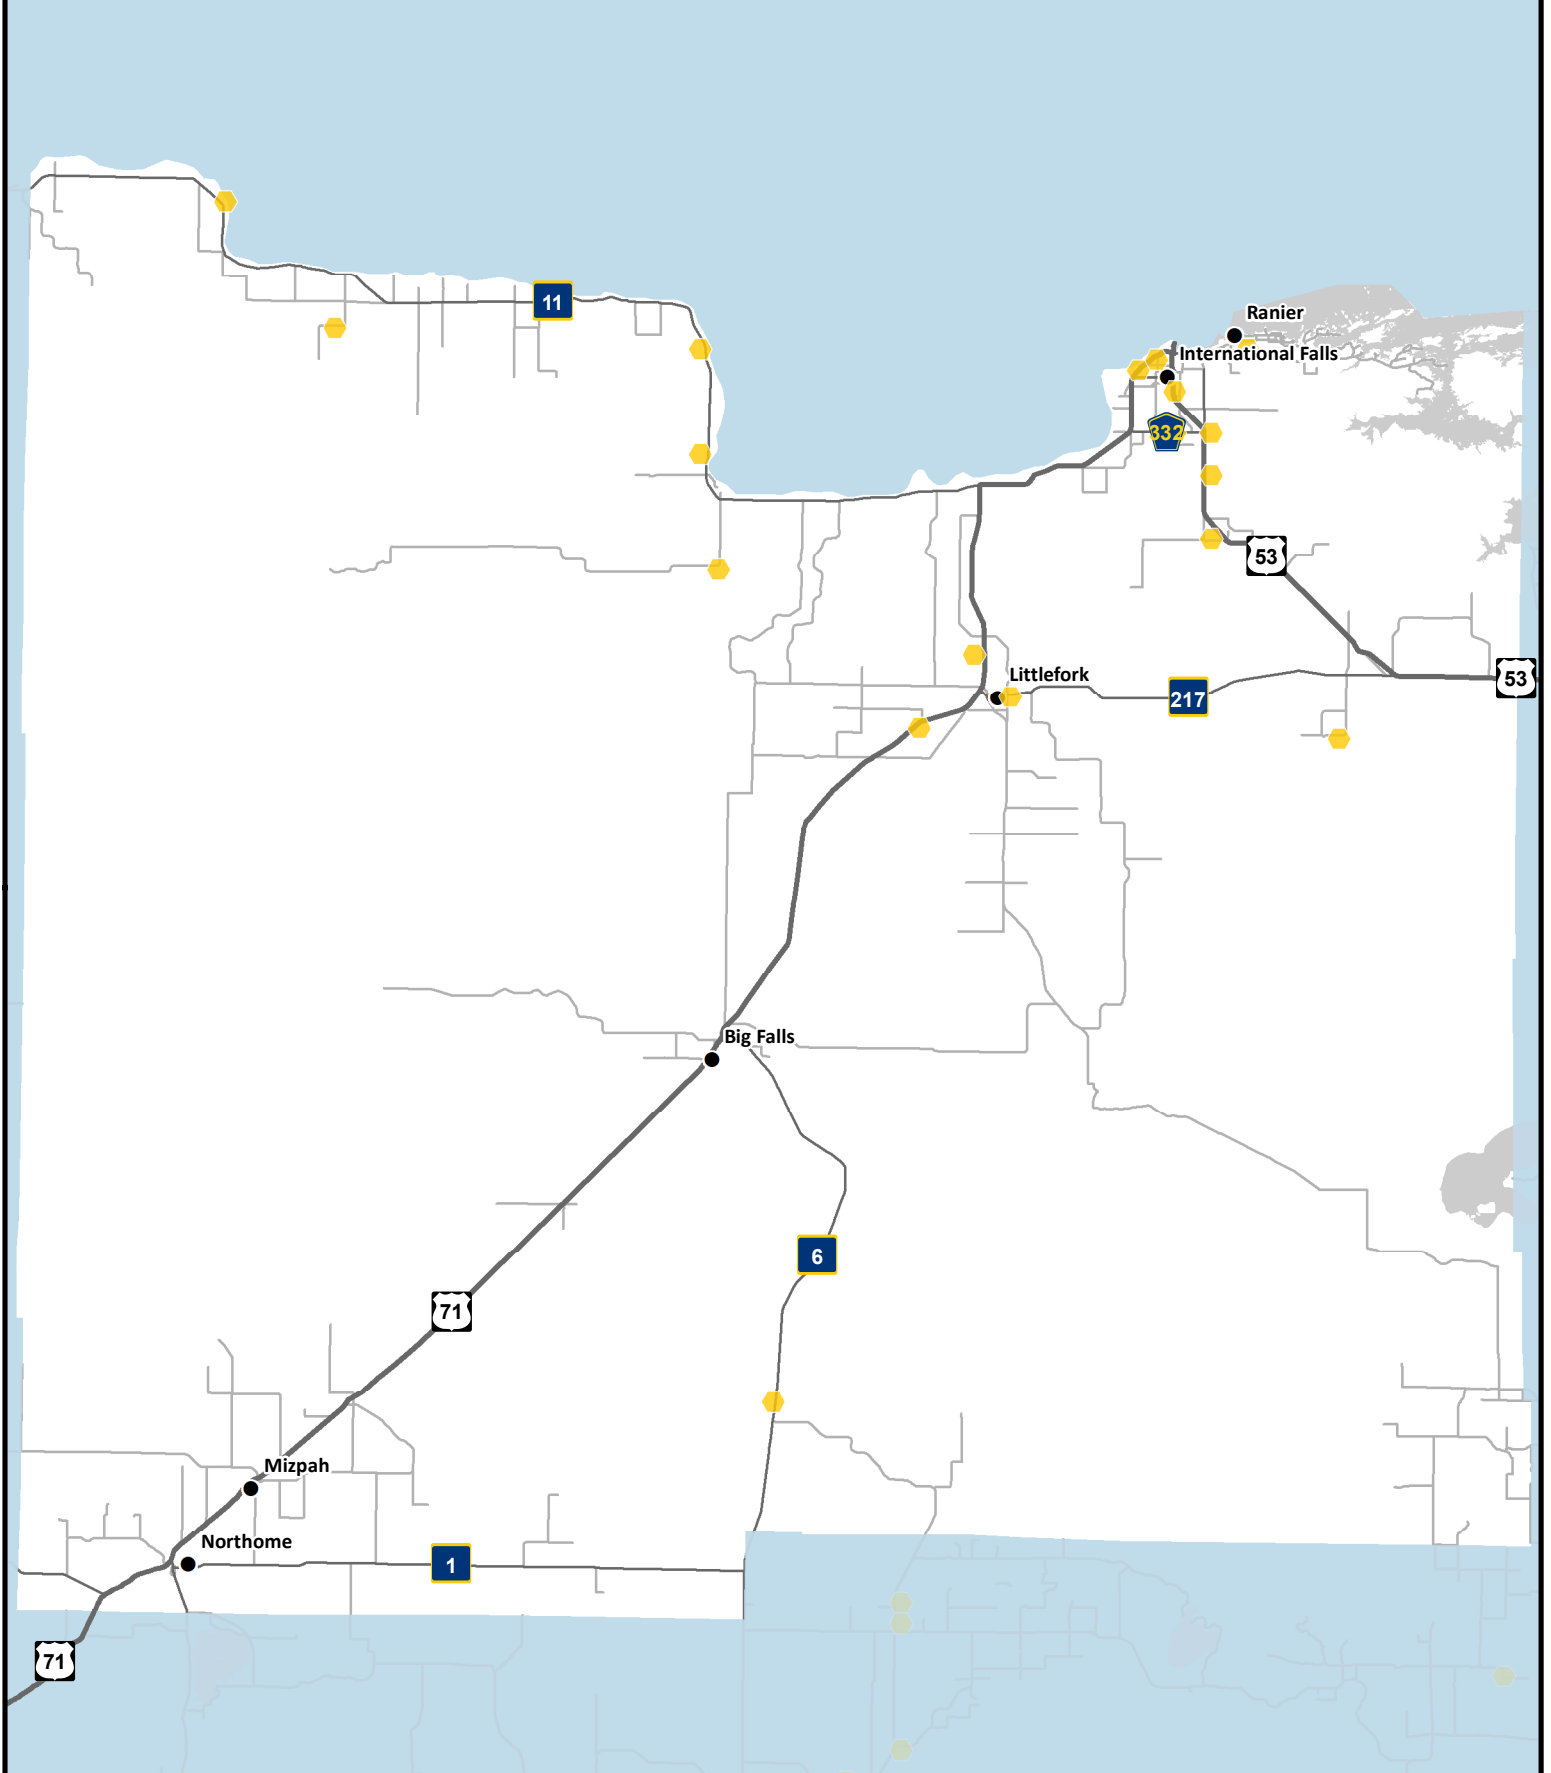 11
Ranier
International Falls
332
53
Littlefork
217
53
Big Falls
6
71
Mizpah
Northome
1
71